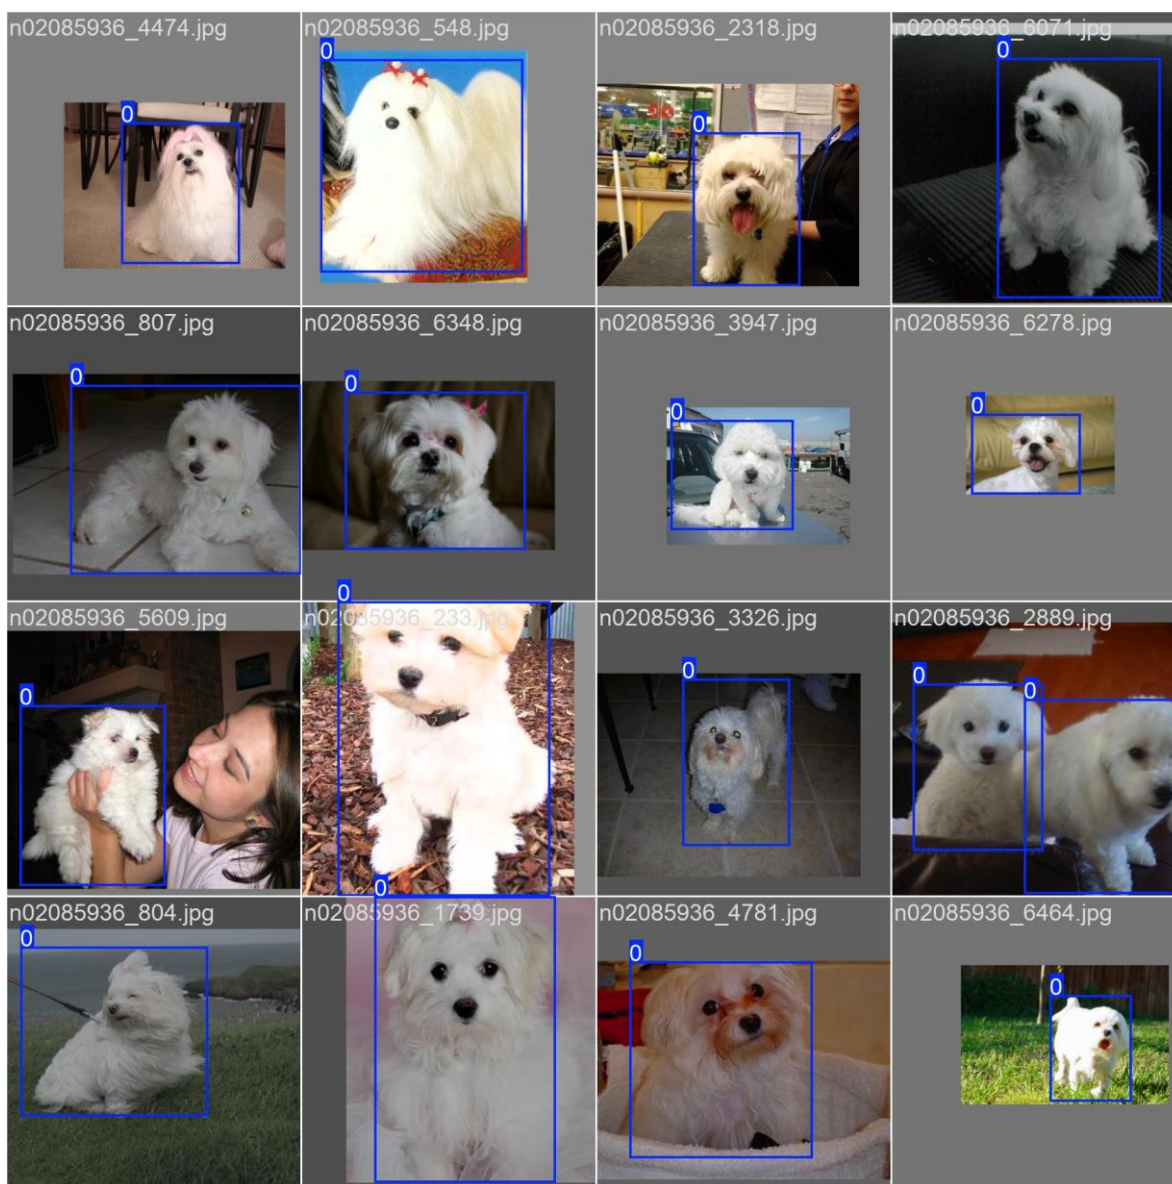 n02085936_4474.jpg
n02085936_548.jpg
n02085936_2318.jpg
n02085936_6071.jpg
0
0
0
0
n02085936_807.jpg
n02085936_6348.jpg
n02085936_3947.jpg
n02085936_6278.jpg
0
0
0
0
n02085936_5609.jpg
n02085936_233.jpg
n02085936_3326.jpg
n02085936_2889.jpg
0
0
0
0
0
n02085936_804.jpg
n02085936_1739.jpg
n02085936_4781.jpg
n02085936_6464.jpg
0
0
0
0